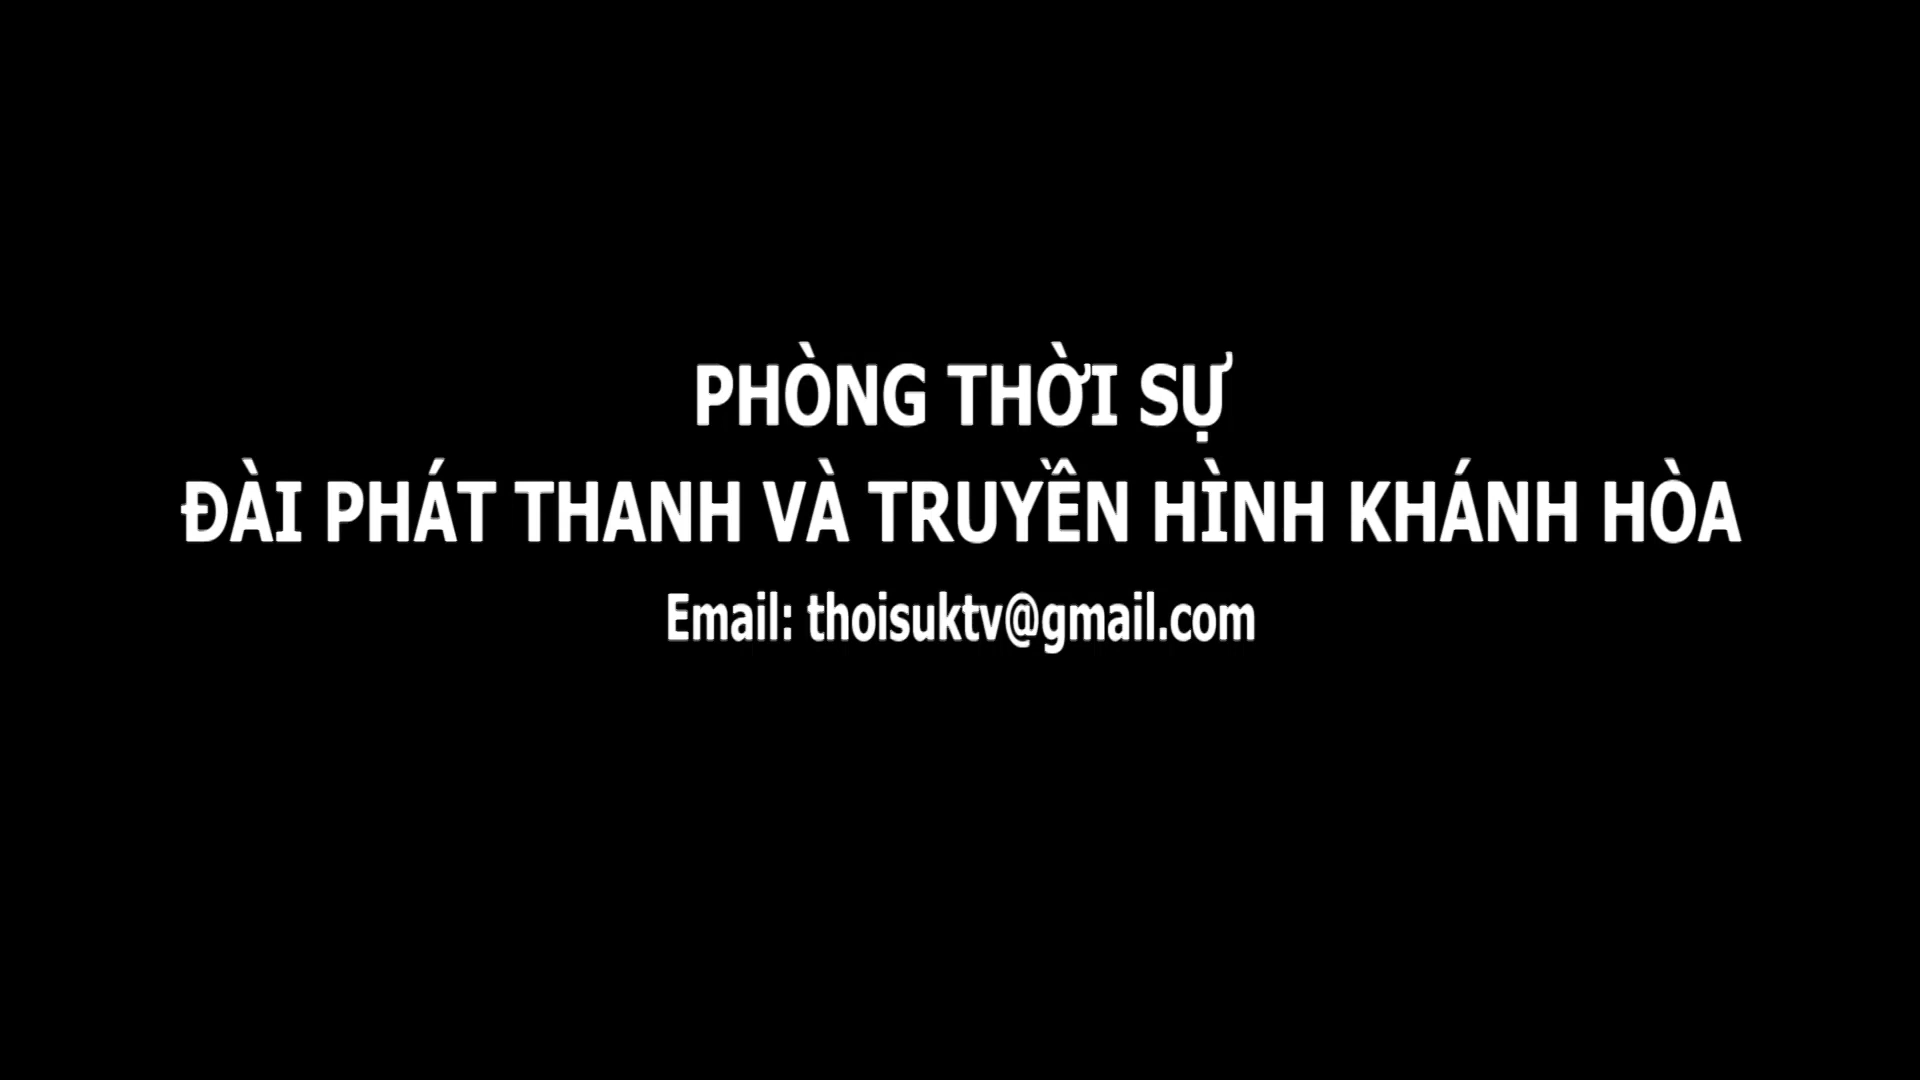 PHÒNG THỜI SỰ
ĐÀI PHÁT THANH VÀ TRUYỀN HÌNH KHÁNH HÒA
Email: thoisuktv@gmail.com